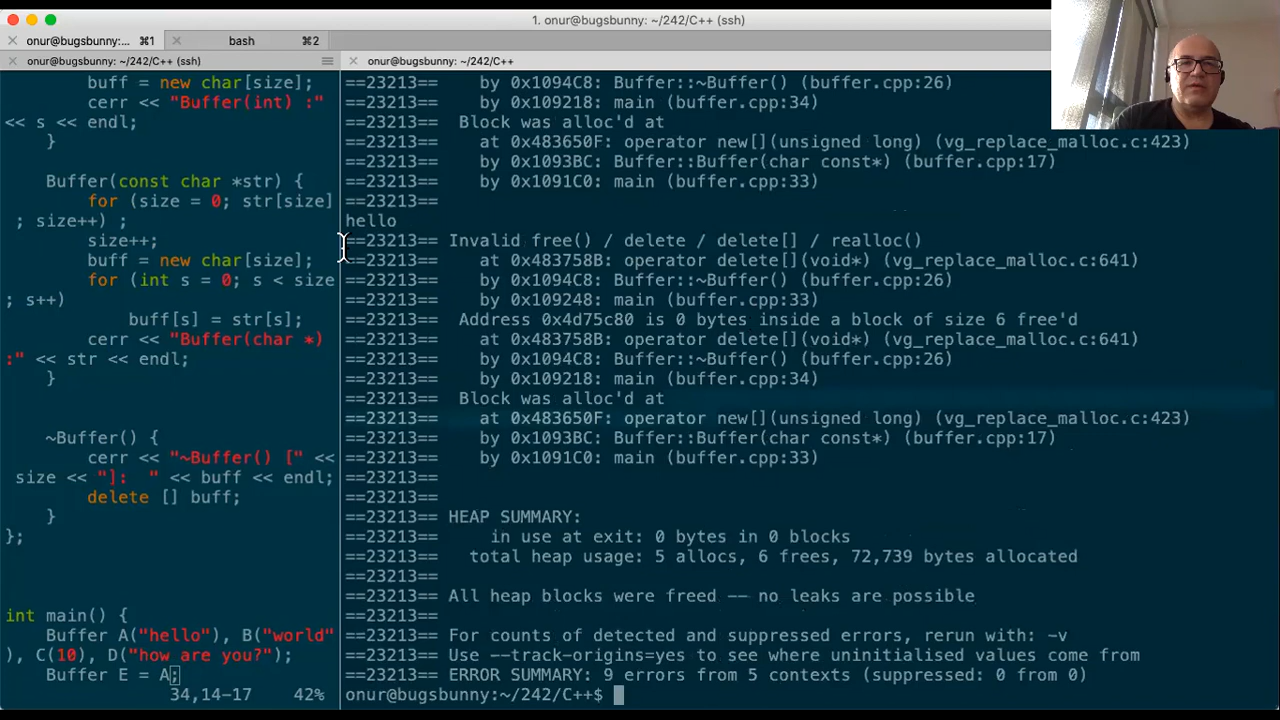 1. onur@bugsbunny: ~/242/C++ (ssh)
onur@bugsbunny:... ⌘1
bash ⌘2
onur@bugsbunny: ~/242/C++ (ssh)
onur@bugsbunny: ~/242/C++
buff = new char[size];
cerr << "Buffer(int) :"
<< s << endl;
}
Buffer(const char *str) {
for (size = 0; str[size]
; size++) ;
size++;
buff = new char[size];
for (int s = 0; s < size
; s++)
buff[s] = str[s];
cerr << "Buffer(char *)
:" << str << endl;
}
~Buffer() {
cerr << "~Buffer() [" <<
size << "]:  " << buff << endl;
delete [] buff;
}
};
int main() {
Buffer A("hello"), B("world"
), C(10), D("how are you?");
Buffer E = A;
34,14-17 42%
==23213== by 0x1094C8: Buffer::~Buffer() (buffer.cpp:26)
==23213== by 0x109218: main (buffer.cpp:34)
==23213== Block was alloc'd at
==23213== at 0x483650F: operator new[](unsigned long) (vg_replace_malloc.c:423)
==23213== by 0x1093BC: Buffer::Buffer(char const*) (buffer.cpp:17)
==23213== by 0x1091C0: main (buffer.cpp:33)
==23213==
hello
==23213== Invalid free() / delete / delete[] / realloc()
==23213== at 0x483758B: operator delete[](void*) (vg_replace_malloc.c:641)
==23213== by 0x1094C8: Buffer::~Buffer() (buffer.cpp:26)
==23213== by 0x109248: main (buffer.cpp:33)
==23213== Address 0x4d75c80 is 0 bytes inside a block of size 6 free'd
==23213== at 0x483758B: operator delete[](void*) (vg_replace_malloc.c:641)
==23213== by 0x1094C8: Buffer::~Buffer() (buffer.cpp:26)
==23213== by 0x109218: main (buffer.cpp:34)
==23213== Block was alloc'd at
==23213== at 0x483650F: operator new[](unsigned long) (vg_replace_malloc.c:423)
==23213== by 0x1093BC: Buffer::Buffer(char const*) (buffer.cpp:17)
==23213== by 0x1091C0: main (buffer.cpp:33)
==23213==
==23213==
==23213== HEAP SUMMARY:
==23213== in use at exit: 0 bytes in 0 blocks
==23213== total heap usage: 5 allocs, 6 frees, 72,739 bytes allocated
==23213==
==23213== All heap blocks were freed -- no leaks are possible
==23213==
==23213== For counts of detected and suppressed errors, rerun with: -v
==23213== Use --track-origins=yes to see where uninitialised values come from
==23213== ERROR SUMMARY: 9 errors from 5 contexts (suppressed: 0 from 0)
onur@bugsbunny:~/242/C++$